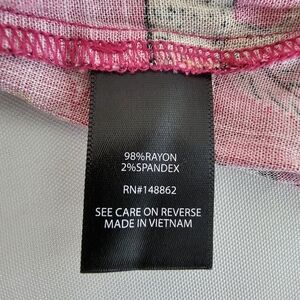 98%RAYON
2%SPANDEX
RN#148862
SEE CARE ON REVERSE
MADE IN VIETNAM